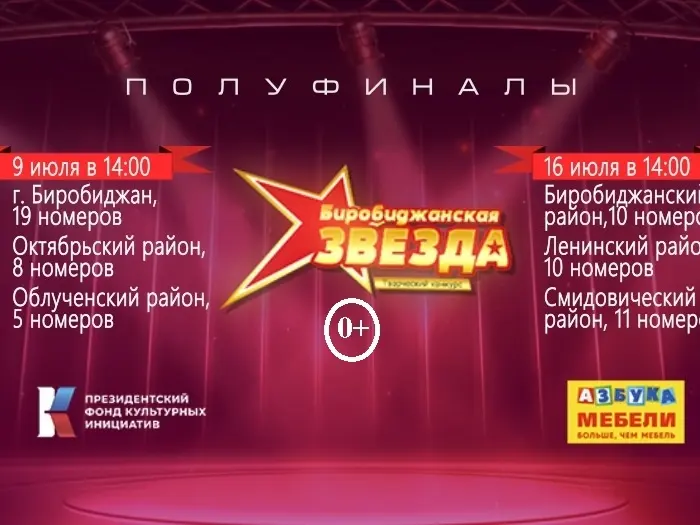 ПОЛУФИНАЛЫ
9 июля в 14:00
г. Биробиджан,
19 номеров
Октябрьский район,
8 номеров
Облученский район,
5 номеров
Биробиджанская
ЗВЕЗДА
Творческий конкурс
0+
16 июля в 14:00
Биробиджански
район,10 номеро
Ленинский райо
10 номеров
Смидовический
район, 11 номер
ПРЕЗИДЕНТСКИЙ
ФОНД КУЛЬТУРНЫХ
ИНИЦИАТИВ
АЗБУКА
МЕБЕЛИ
БОЛЬШЕ, ЧЕМ МЕБЕЛЬ